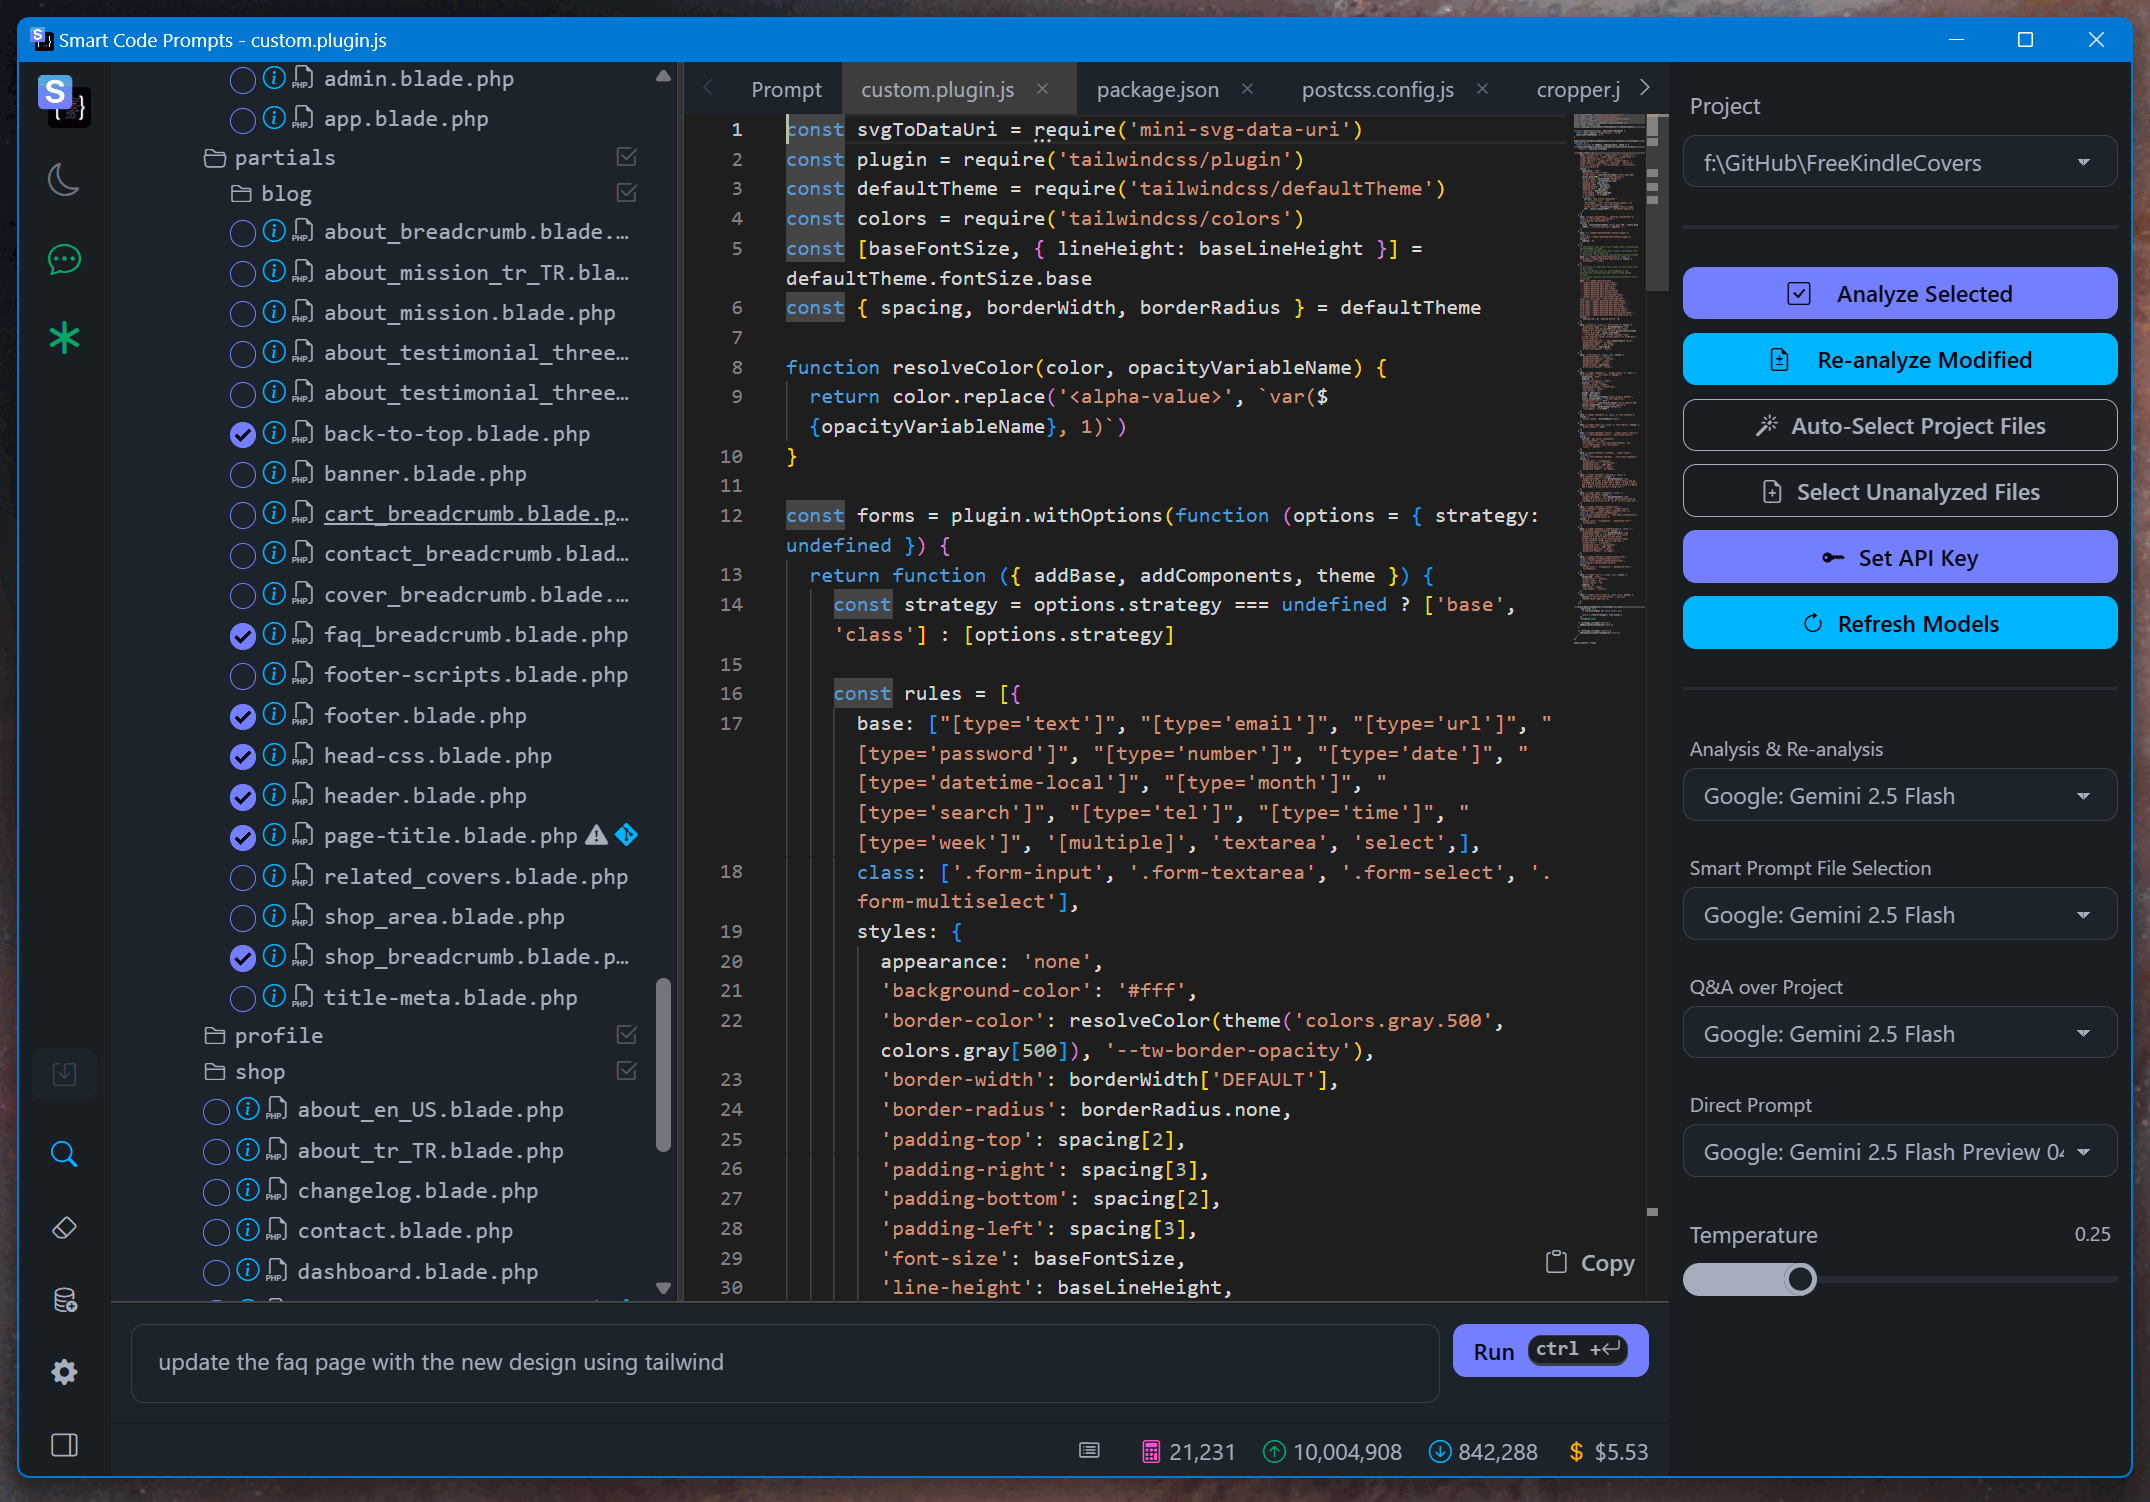 Smart Code Prompts - custom.plugin.js
admin.blade.php
app.blade.php
partials
blog
about_breadcrumb.blade.…
about_mission_tr_TR.bla…
about_mission.blade.php
about_testimonial_three…
about_testimonial_three…
back-to-top.blade.php
banner.blade.php
cart_breadcrumb.blade.p…
contact_breadcrumb.blad…
cover_breadcrumb.blade.…
faq_breadcrumb.blade.php
footer-scripts.blade.php
footer.blade.php
head-css.blade.php
header.blade.php
page-title.blade.php
related_covers.blade.php
shop_area.blade.php
shop_breadcrumb.blade.p…
title-meta.blade.php
profile
shop
about_en_US.blade.php
about_tr_TR.blade.php
changelog.blade.php
contact.blade.php
dashboard.blade.php
Prompt
custom.plugin.js
package.json
postcss.config.js
cropper.j
1 const svgToDataUri = require('mini-svg-data-uri')
2 const plugin = require('tailwindcss/plugin')
3 const defaultTheme = require('tailwindcss/defaultTheme')
4 const colors = require('tailwindcss/colors')
5 const [baseFontSize, { lineHeight: baseLineHeight }] =
defaultTheme.fontSize.base
6 const { spacing, borderWidth, borderRadius } = defaultTheme
7
8 function resolveColor(color, opacityVariableName) {
9 return color.replace('<alpha-value>', `var($
{opacityVariableName}, 1)`)
10 }
11
12 const forms = plugin.withOptions(function (options = { strategy:
undefined }) {
13 return function ({ addBase, addComponents, theme }) {
14 const strategy = options.strategy === undefined ? ['base',
'class'] : [options.strategy]
15
16 const rules = [{
17 base: ["[type='text']", "[type='email']", "[type='url']", "
[type='password']", "[type='number']", "[type='date']", "
[type='datetime-local']", "[type='month']", "
[type='search']", "[type='tel']", "[type='time']", "
[type='week']", '[multiple]', 'textarea', 'select',],
18 class: ['.form-input', '.form-textarea', '.form-select', '.
form-multiselect'],
19 styles: {
20 appearance: 'none',
21 'background-color': '#fff',
22 'border-color': resolveColor(theme('colors.gray.500',
colors.gray[500]), '--tw-border-opacity'),
23 'border-width': borderWidth['DEFAULT'],
24 'border-radius': borderRadius.none,
25 'padding-top': spacing[2],
26 'padding-right': spacing[3],
27 'padding-bottom': spacing[2],
28 'padding-left': spacing[3],
29 'font-size': baseFontSize,
30 'line-height': baseLineHeight,
Copy
Project
f:\GitHub\FreeKindleCovers
Analyze Selected
Re-analyze Modified
Auto-Select Project Files
Select Unanalyzed Files
Set API Key
Refresh Models
Analysis & Re-analysis
Google: Gemini 2.5 Flash
Smart Prompt File Selection
Google: Gemini 2.5 Flash
Q&A over Project
Google: Gemini 2.5 Flash
Direct Prompt
Google: Gemini 2.5 Flash Preview 04
Temperature 0.25
update the faq page with the new design using tailwind
Run ctrl +
21,231 10,004,908 842,288 $5.53